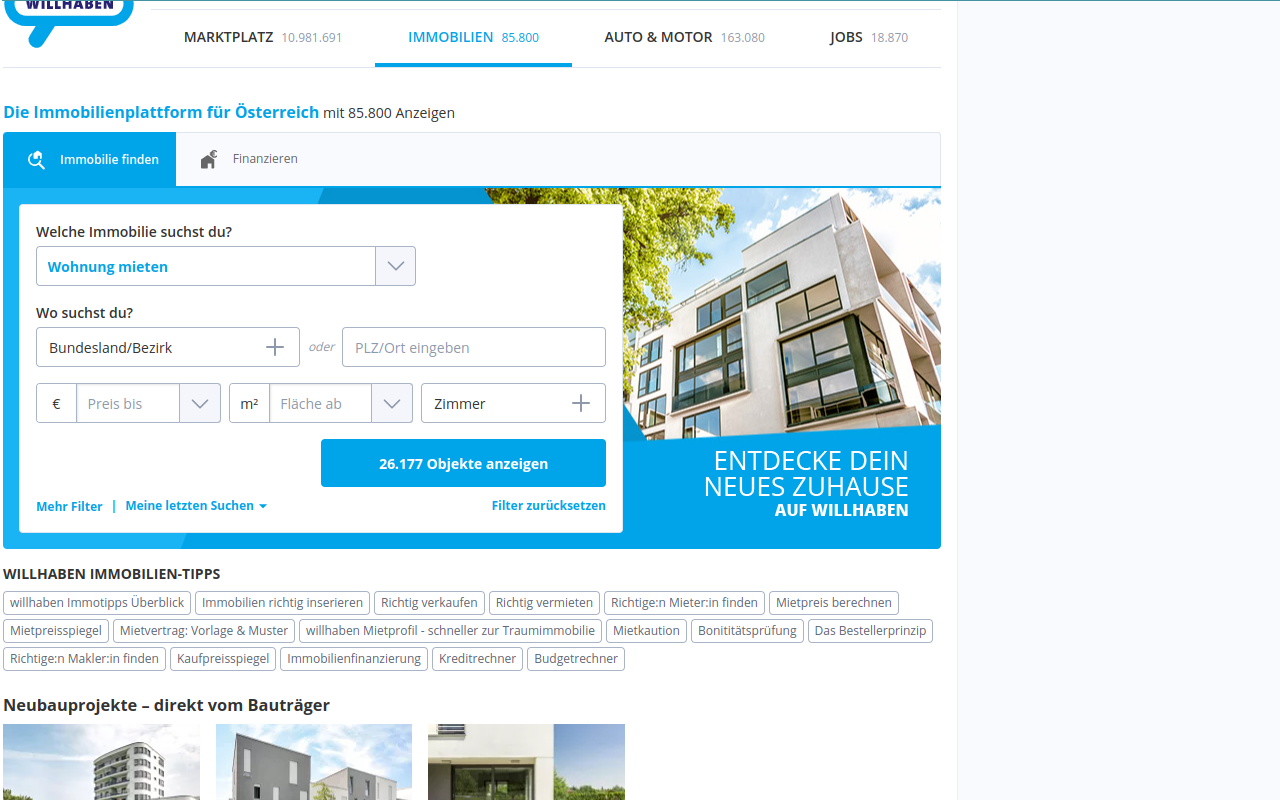 WILLHABEN
MARKTPLATZ 10.981.691 IMMOBILIEN 85.800 AUTO & MOTOR 163.080 JOBS 18.870
Die Immobilienplattform für Österreich mit 85.800 Anzeigen
Immobilie finden Finanzieren
Welche Immobilie suchst du?
Wohnung mieten
Wo suchst du?
Bundesland/Bezirk oder PLZ/Ort eingeben
€ Preis bis m² Fläche ab Zimmer
26.177 Objekte anzeigen
Mehr Filter | Meine letzten Suchen Filter zurücksetzen
ENTDECKE DEIN
NEUES ZUHAUSE
AUF WILLHABEN
WILLHABEN IMMOBILIEN-TIPPS
willhaben Immotipps Überblick Immobilien richtig inserieren Richtig verkaufen Richtig vermieten Richtige:n Mieter:in finden Mietpreis berechnen
Mietpreisspiegel Mietvertrag: Vorlage & Muster willhaben Mietprofil - schneller zur Traumimmobilie Mietkaution Bonititätsprüfung Das Bestellerprinzip
Richtige:n Makler:in finden Kaufpreisspiegel Immobilienfinanzierung Kreditrechner Budgetrechner
Neubauprojekte – direkt vom Bauträger